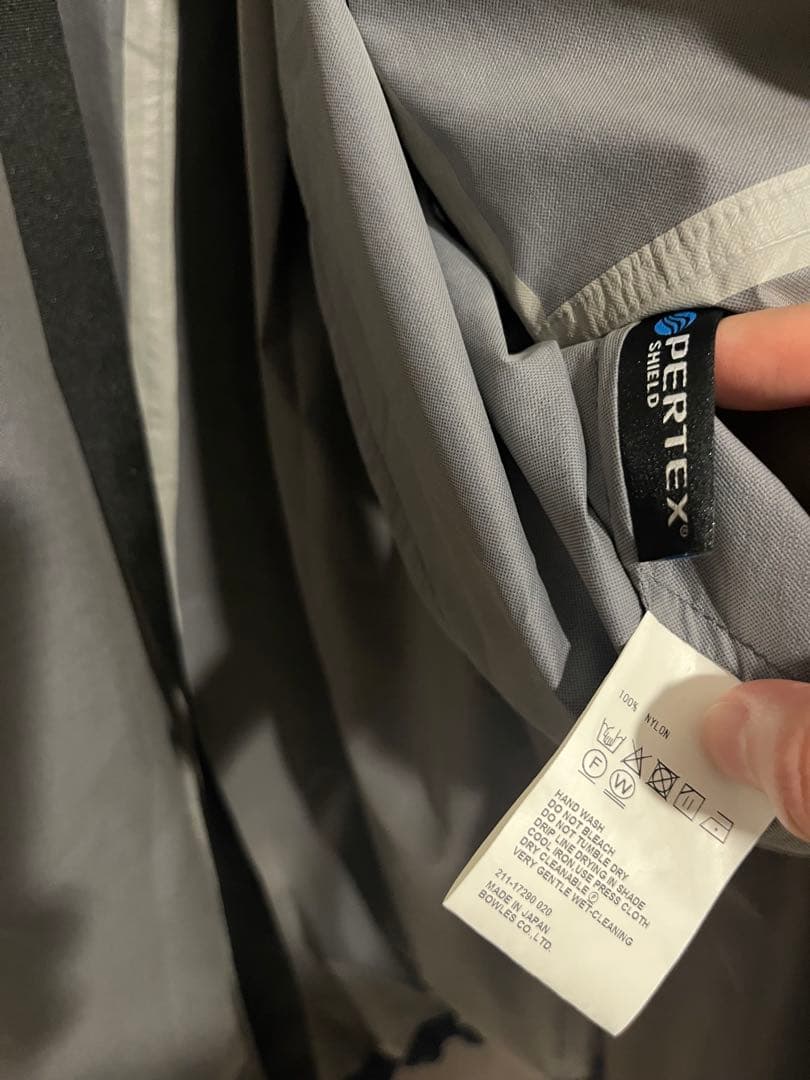 PERTEX®
SHIELD
100% NYLON
F W
HAND WASH
DO NOT BLEACH
DO NOT TUMBLE DRY
DRIP LINE DRYING IN SHADE
COOL IRON,USE PRESS CLOTH
DRY CLEANABLE Ⓕ
VERY GENTLE WET-CLEANING
211-17290 020
MADE IN JAPAN
BOWLES CO.,LTD.